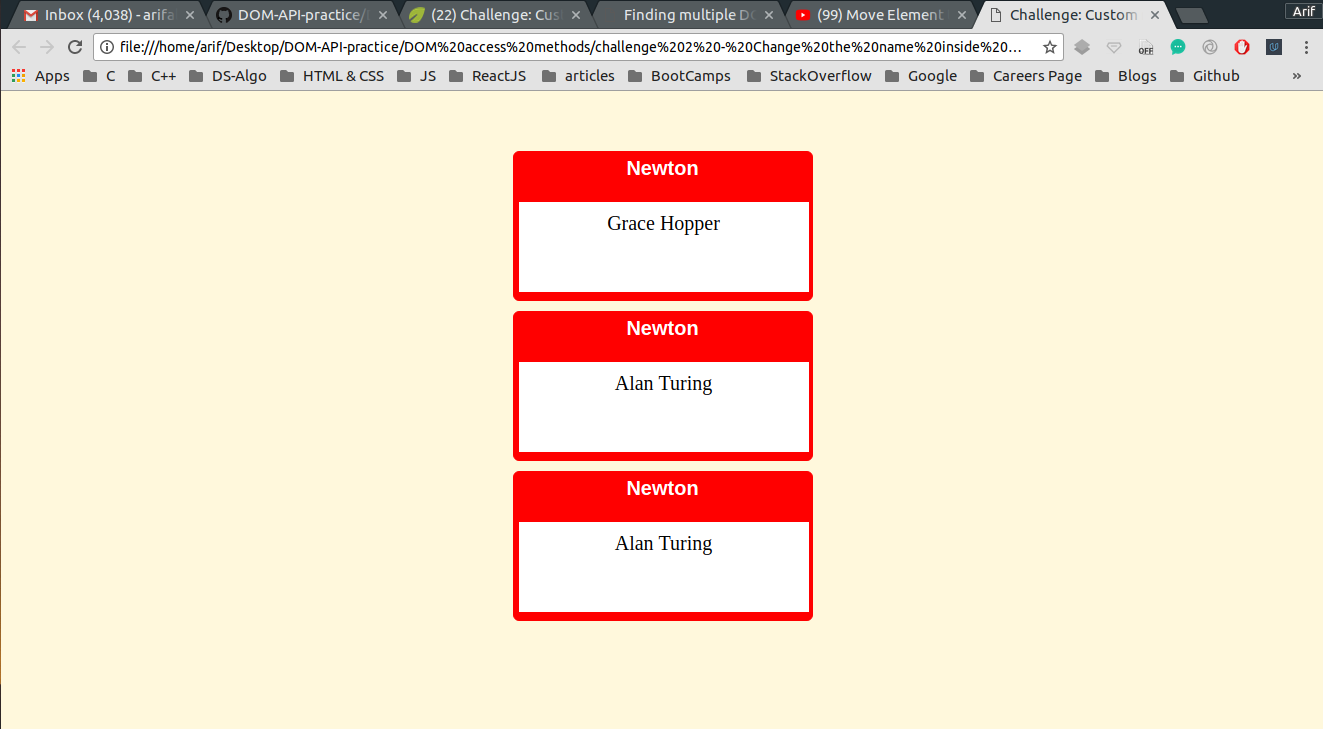 Inbox (4,038) - arifa
DOM-API-practice/
(22) Challenge: Cus
Finding multiple DO
(99) Move Element
Challenge: Custom
Arif
file:///home/arif/Desktop/DOM-API-practice/DOM%20access%20methods/challenge%202%20-%20Change%20the%20name%20inside%20...
OFF
Apps C C++ DS-Algo HTML & CSS JS ReactJS articles BootCamps StackOverflow Google Careers Page Blogs Github »
Newton
Grace Hopper
Newton
Alan Turing
Newton
Alan Turing